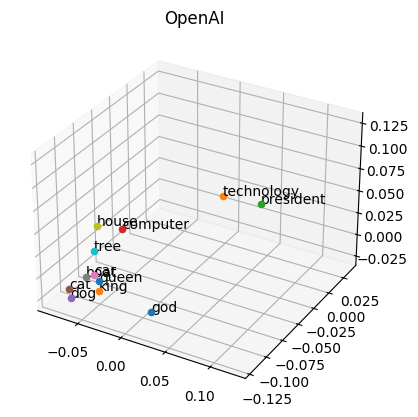 OpenAI
technology
president
house
computer
tree
car
boat
queen
cat
king
dog
god
0.125
0.100
0.075
0.050
0.025
0.000
−0.025
−0.05
0.00
0.05
0.10
0.025
0.000
−0.025
−0.050
−0.075
−0.100
−0.125